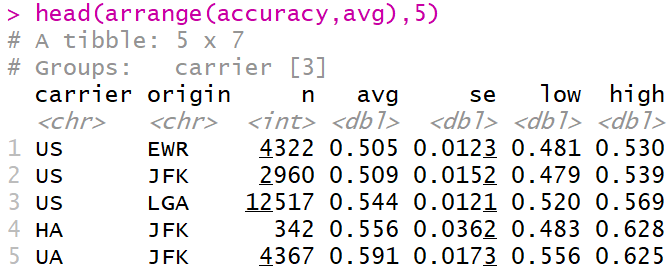 > head(arrange(accuracy,avg),5)
# A tibble: 5 x 7
# Groups:   carrier [3]
  carrier origin     n   avg     se   low  high
  <chr>   <chr>  <int> <dbl>  <dbl> <dbl> <dbl>
1 US      EWR     4322 0.505 0.0123 0.481 0.530
2 US      JFK     2960 0.509 0.0152 0.479 0.539
3 US      LGA    12517 0.544 0.0121 0.520 0.569
4 HA      JFK      342 0.556 0.0362 0.483 0.628
5 UA      JFK     4367 0.591 0.0173 0.556 0.625